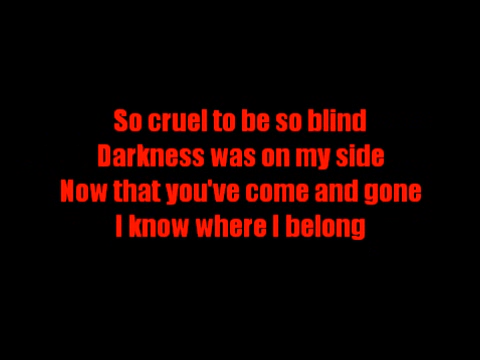 So cruel to be so blind
Darkness was on my side
Now that you've come and gone
I know where I belong